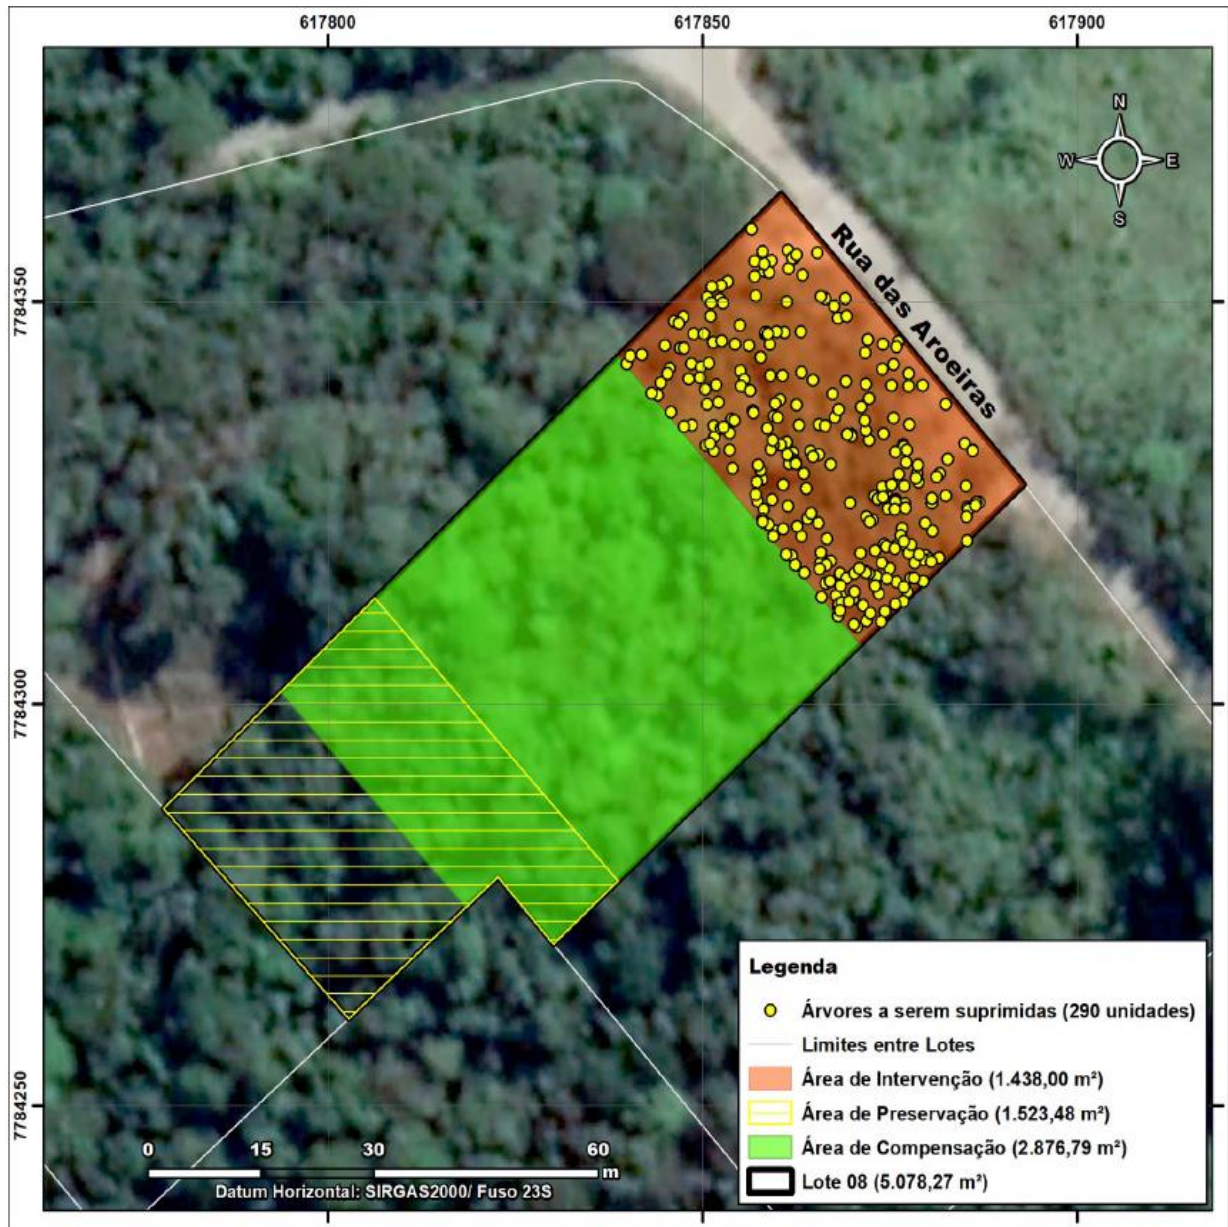 617800 617850 617900
N
W E
S
Rua das Aroeiras
7784350
7784300
7784250
Legenda
Árvores a serem suprimidas (290 unidades)
Limites entre Lotes
Área de Intervenção (1.438,00 m²)
Área de Preservação (1.523,48 m²)
Área de Compensação (2.876,79 m²)
Lote 08 (5.078,27 m²)
0 15 30 60
m
Datum Horizontal: SIRGAS2000/ Fuso 23S